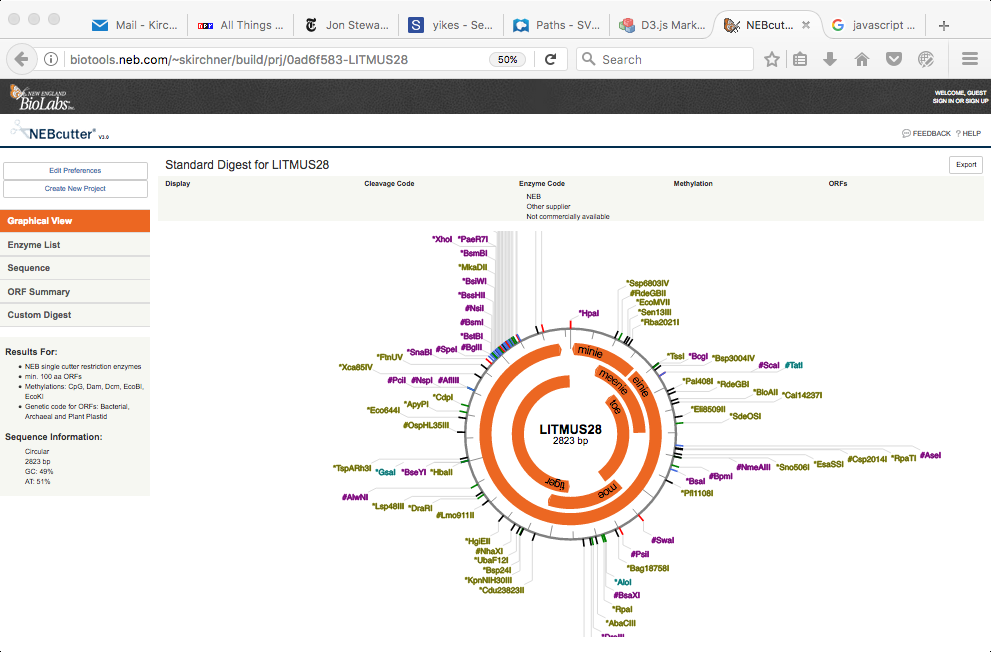 Mail - Kirc...
npr All Things ...
Jon Stewa...
yikes - Se...
Paths - SV...
D3.js Mark...
NEBcut...
javascript ...
biotools.neb.com/~skirchner/build/prj/0ad6f583-LITMUS28
50%
Search
NEW ENGLAND
BioLabs Inc.
WELCOME, GUEST
SIGN IN OR SIGN UP
NEBcutter® V3.0
FEEDBACK ? HELP
Edit Preferences
Create New Project
Graphical View
Enzyme List
Sequence
ORF Summary
Custom Digest
Results For:
NEB single cutter restriction enzymes
min. 100 aa ORFs
Methylations: CpG, Dam, Dcm, EcoBI,
EcoKI
Genetic code for ORFs: Bacterial,
Archaeal and Plant Plastid
Sequence Information:
Circular
2823 bp
GC: 49%
AT: 51%
Standard Digest for LITMUS28
Export
Display
Cleavage Code
Enzyme Code
Methylation
ORFs
NEB
Other supplier
Not commercially available
*XhoI *PaeR7I
*BsmBI
*MkaDII
*BsiWI
*BssHII
#NsiI
#BsmI
*BstBI
*FinUV *SnaBI #SpeI #BglII
*Xca85IV
#PciI #NspI #AflIII
*CdpI
*ApyPI
*Eco644I
#OspHL35III
*TspARh3I *GsaI *BseYI *HbaII
#AlwNI
*Lsp48III *DraRI
#Lmo911II
*HgiEII
#NhaXI
*UbaF12I
*Bsp24I
*KpnNIH30III
*Cdu23823II
*HpaI
*Ssp6803IV
#RdeGBII
*EcoMVII
*Sen13III
*Rba2021I
*TssI *BcgI *Bsp3004IV
#ScaI #TatI
*Pal408I *RdeGBI
*BloAII *Cal14237I
*Eli8509II
*SdeOSI
#NmeAIII *Sno506I *EsaSSI #Csp2014I *RpaTI #AseI
*BsaI #BpmI
*Pfl1108I
#SwaI
#PsiI
*Bag18758I
*AloI
#BsaXI
*RpaI
*AbaCIII
minie
meenie
einie
toe
moe
tiger
LITMUS28
2823 bp